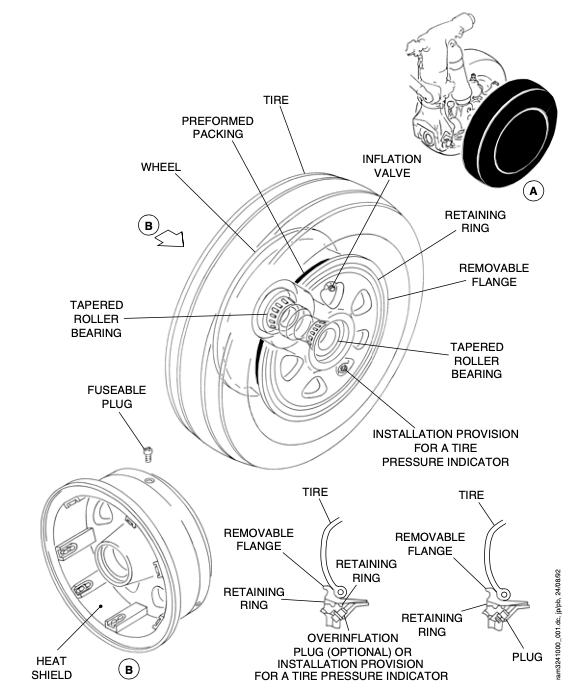 TIRE
PREFORMED
PACKING
WHEEL
INFLATION
VALVE
A
B
RETAINING
RING
REMOVABLE
FLANGE
TAPERED
ROLLER
BEARING
TAPERED
ROLLER
BEARING
FUSEABLE
PLUG
INSTALLATION PROVISION
FOR A TIRE
PRESSURE INDICATOR
TIRE
REMOVABLE
FLANGE
RETAINING
RING
RETAINING
RING
OVERINFLATION
PLUG (OPTIONAL) OR
INSTALLATION PROVISION
FOR A TIRE PRESSURE INDICATOR
TIRE
REMOVABLE
FLANGE
RETAINING
RING
PLUG
HEAT
SHIELD
B
rsm3241000_001.dc, jp/pb, 24/08/92